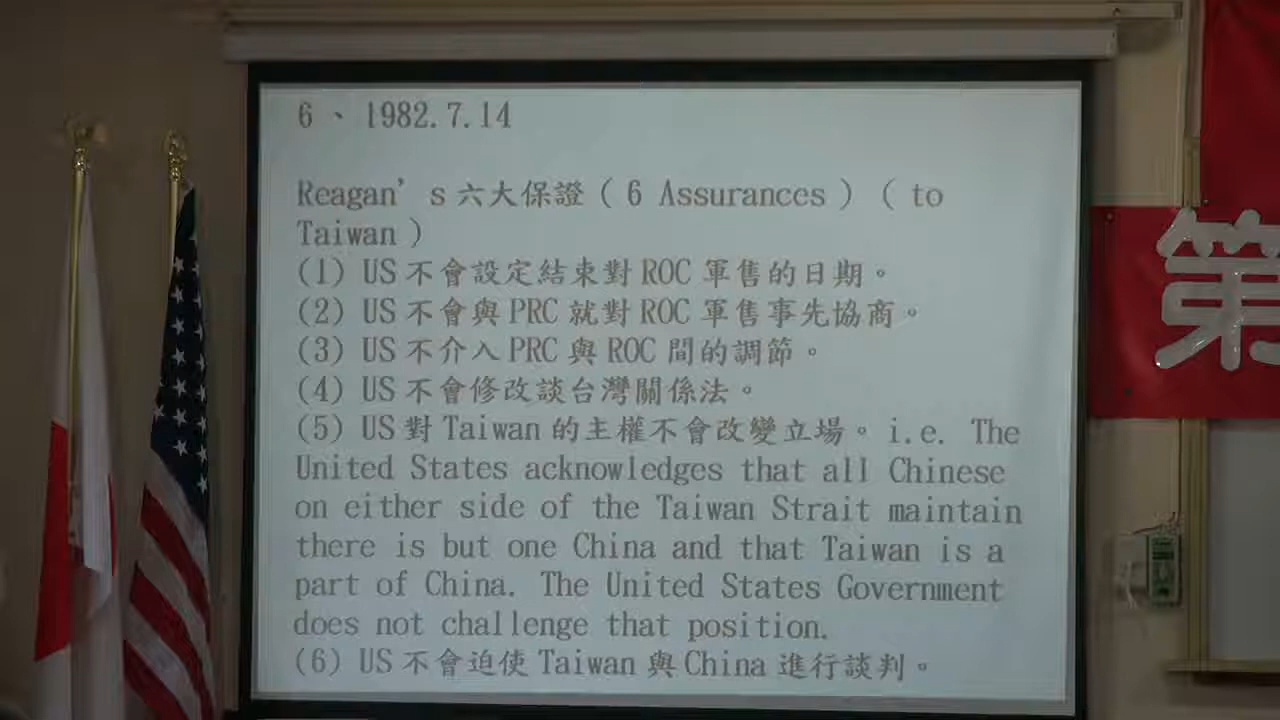 6、1982.7.14
Reagan's 六大保證(6 Assurances)(to
Taiwan)
(1) US 不會設定結束對 ROC 軍售的日期。
(2) US 不會與 PRC 就對 ROC 軍售事先協商。
(3) US 不介入 PRC 與 ROC 間的調節。
(4) US 不會修改談台灣關係法。
(5) US 對 Taiwan 的主權不會改變立場。i.e. The
United States acknowledges that all Chinese
on either side of the Taiwan Strait maintain
there is but one China and that Taiwan is a
part of China. The United States Government
does not challenge that position.
(6) US 不會迫使 Taiwan 與 China 進行談判。
第